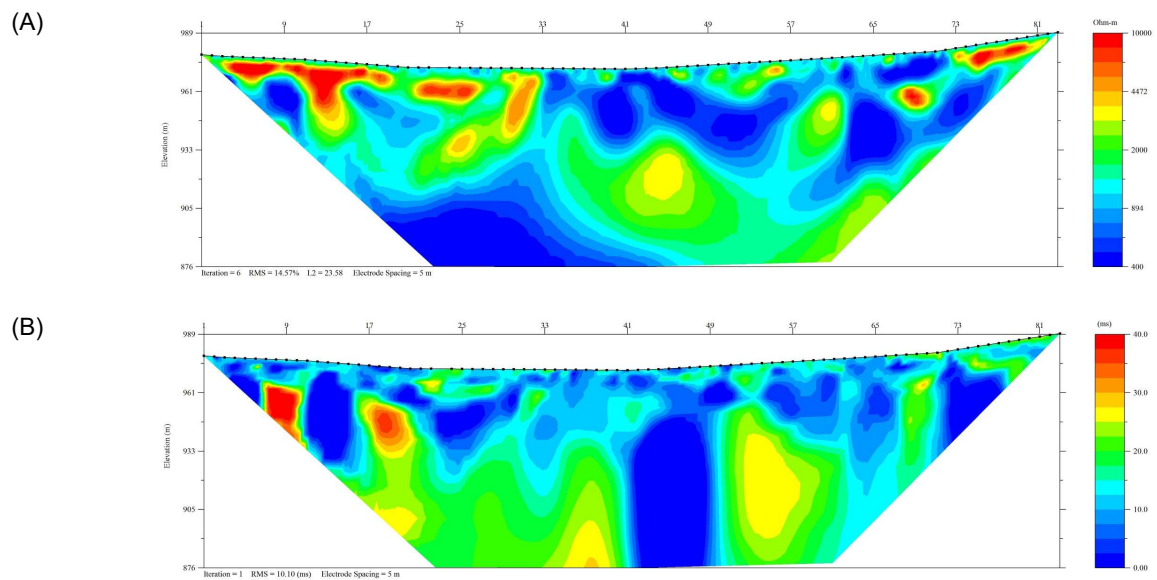 (A)
1 9 17 25 33 41 49 57 65 73 81
Ohm-m
989
961
933
905
876
Elevation (m)
10000
4472
2000
894
400
Iteration = 6 RMS = 14.57% L2 = 23.58 Electrode Spacing = 5 m
(B)
1 9 17 25 33 41 49 57 65 73 81
(ms)
989
961
933
905
876
Elevation (m)
40.0
30.0
20.0
10.0
0.00
Iteration = 1 RMS = 10.10 (ms) Electrode Spacing = 5 m